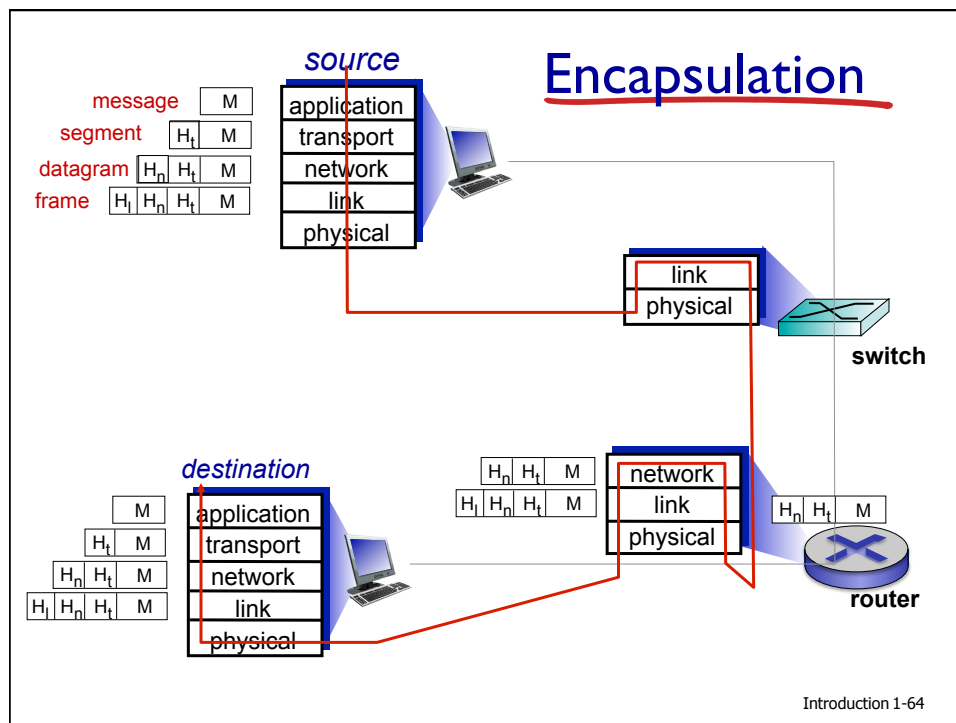 Encapsulation
source
message M
segment Ht M
datagram Hn Ht M
frame Hl Hn Ht M
application
transport
network
link
physical
link
physical
switch
destination
M
Ht M
Hn Ht M
Hl Hn Ht M
application
transport
network
link
physical
Hn Ht M
Hl Hn Ht M
network
link
physical
Hn Ht M
router
Introduction 1-64